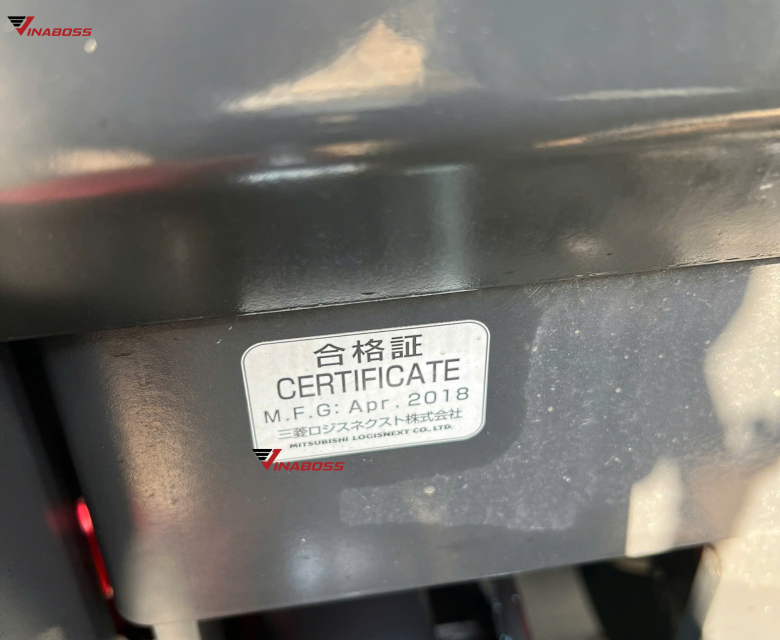 VINABOSS
合格証
CERTIFICATE
M.F.G: Apr. 2018
三菱ロジスネクスト株式会社
MITSUBISHI LOGISNEXT CO., LTD.
VINABOSS